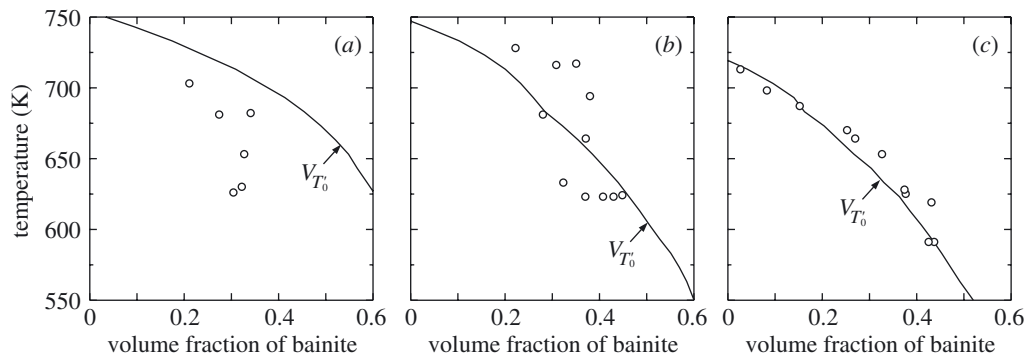 750
700
650
600
550
temperature (K)
(a)
V_{T'_0}
0 0.2 0.4 0.6
volume fraction of bainite
(b)
V_{T'_0}
0 0.2 0.4 0.6
volume fraction of bainite
(c)
V_{T'_0}
0 0.2 0.4 0.6
volume fraction of bainite